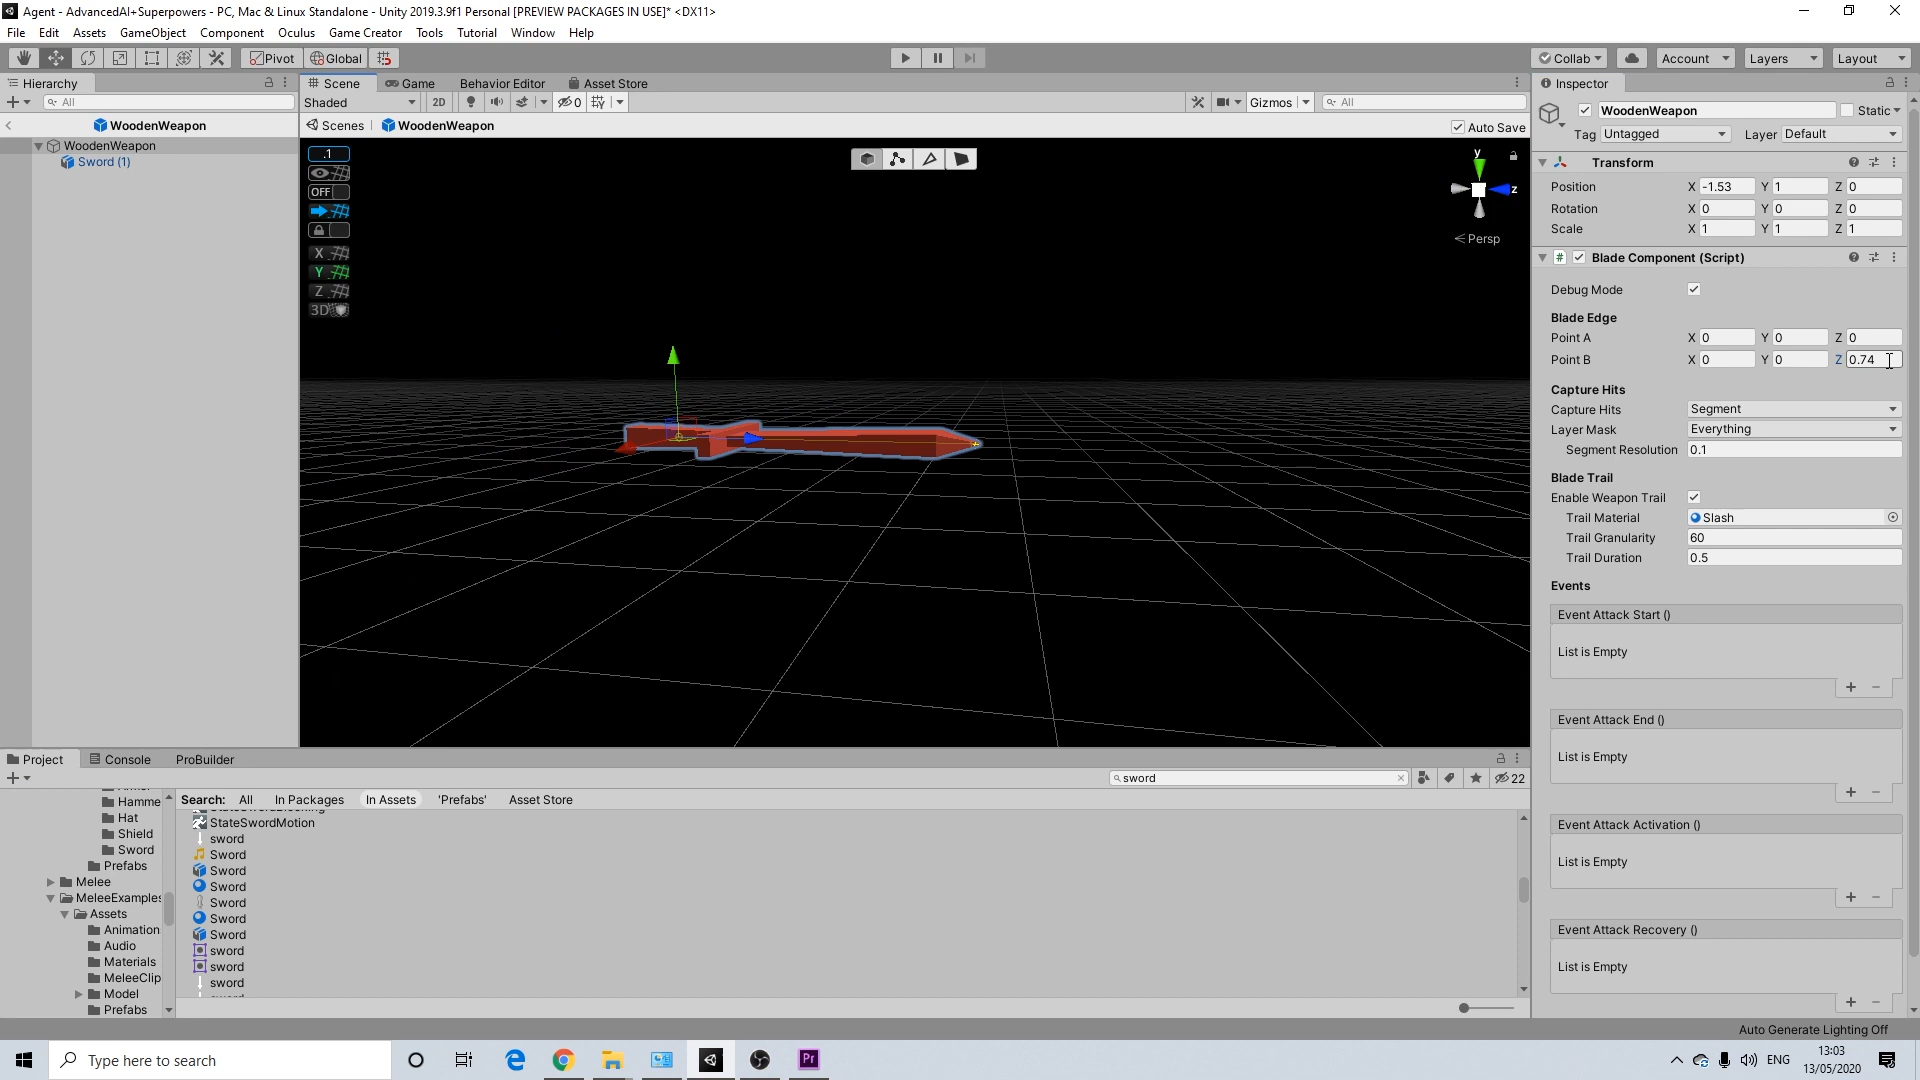 Agent - AdvancedAI+Superpowers - PC, Mac & Linux Standalone - Unity 2019.3.9f1 Personal [PREVIEW PACKAGES IN USE]* <DX11>
File Edit Assets GameObject Component Oculus Game Creator Tools Tutorial Window Help
Pivot Global Collab Account Layers Layout
Hierarchy Scene Game Behavior Editor Asset Store Inspector
All Shaded 2D 0 Gizmos All
WoodenWeapon Static
WoodenWeapon Scenes WoodenWeapon Auto Save
Tag Untagged Layer Default
WoodenWeapon
Sword (1)
.1
OFF
X
Y
Z
3D
y
z
Persp
Transform
Position X -1.53 Y 1 Z 0
Rotation X 0 Y 0 Z 0
Scale X 1 Y 1 Z 1
# Blade Component (Script)
Debug Mode
Blade Edge
Point A X 0 Y 0 Z 0
Point B X 0 Y 0 Z 0.74
Capture Hits
Capture Hits Segment
Layer Mask Everything
Segment Resolution 0.1
Blade Trail
Enable Weapon Trail
Trail Material Slash
Trail Granularity 60
Trail Duration 0.5
Events
Event Attack Start ()
List is Empty
Event Attack End ()
List is Empty
Event Attack Activation ()
List is Empty
Event Attack Recovery ()
List is Empty
Project Console ProBuilder
sword 22
Search: All In Packages In Assets 'Prefabs' Asset Store
Hamme
Hat
Shield
Sword
Prefabs
Melee
MeleeExamples
Assets
Animation
Audio
Materials
MeleeClip
Model
Prefabs
StateSwordMotion
sword
Sword
Sword
Sword
Sword
Sword
Sword
sword
sword
sword
Auto Generate Lighting Off
Type here to search
Pr
ENG
13:03
13/05/2020